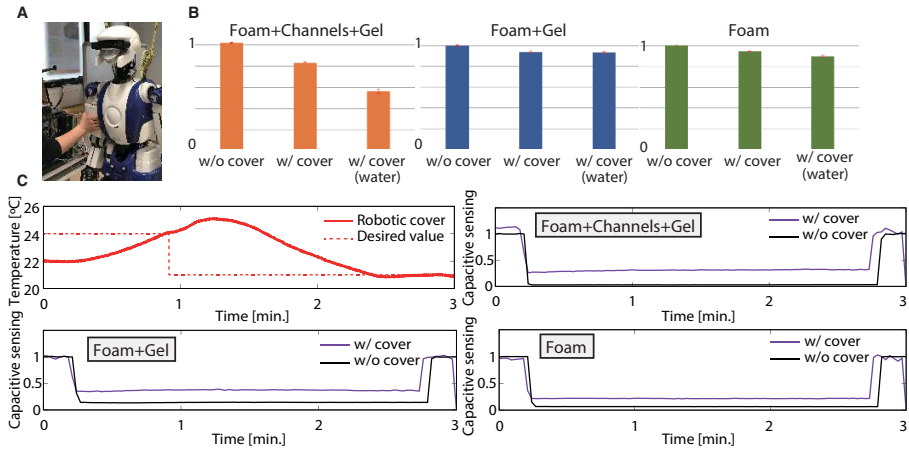 A
B
Foam+Channels+Gel
Foam+Gel
Foam
1
0
w/o cover
w/ cover
w/ cover
(water)
1
0
w/o cover
w/ cover
w/ cover
(water)
1
0
w/o cover
w/ cover
w/ cover
(water)
C
Temperature [ºC]
26
24
22
20
Robotic cover
Desired value
0
1
2
3
Time [min.]
Capacitive sensing
1
0.5
0
Foam+Channels+Gel
w/ cover
w/o cover
0
1
2
3
Time [min.]
Capacitive sensing
1
0.5
0
Foam+Gel
w/ cover
w/o cover
0
1
2
3
Time [min.]
Capacitive sensing
1
0.5
0
Foam
w/ cover
w/o cover
0
1
2
3
Time [min.]